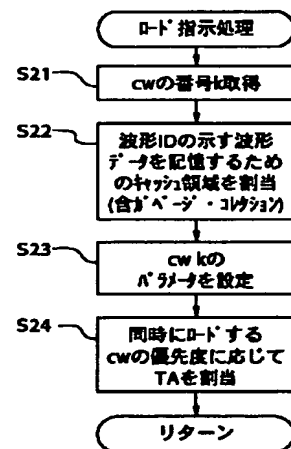 ﾛｰﾄﾞ指示処理
S21
cwの番号k取得
S22
波形IDの示す波形
ﾃﾞｰﾀを記憶するため
のｷｬｯｼｭ領域を割当
(含ｶﾞﾍﾞｰｼﾞ・ｺﾚｸｼｮﾝ)
S23
cw kの
ﾊﾟﾗﾒｰﾀを設定
S24
同時にﾛｰﾄﾞする
cwの優先度に応じて
TAを割当
リターン